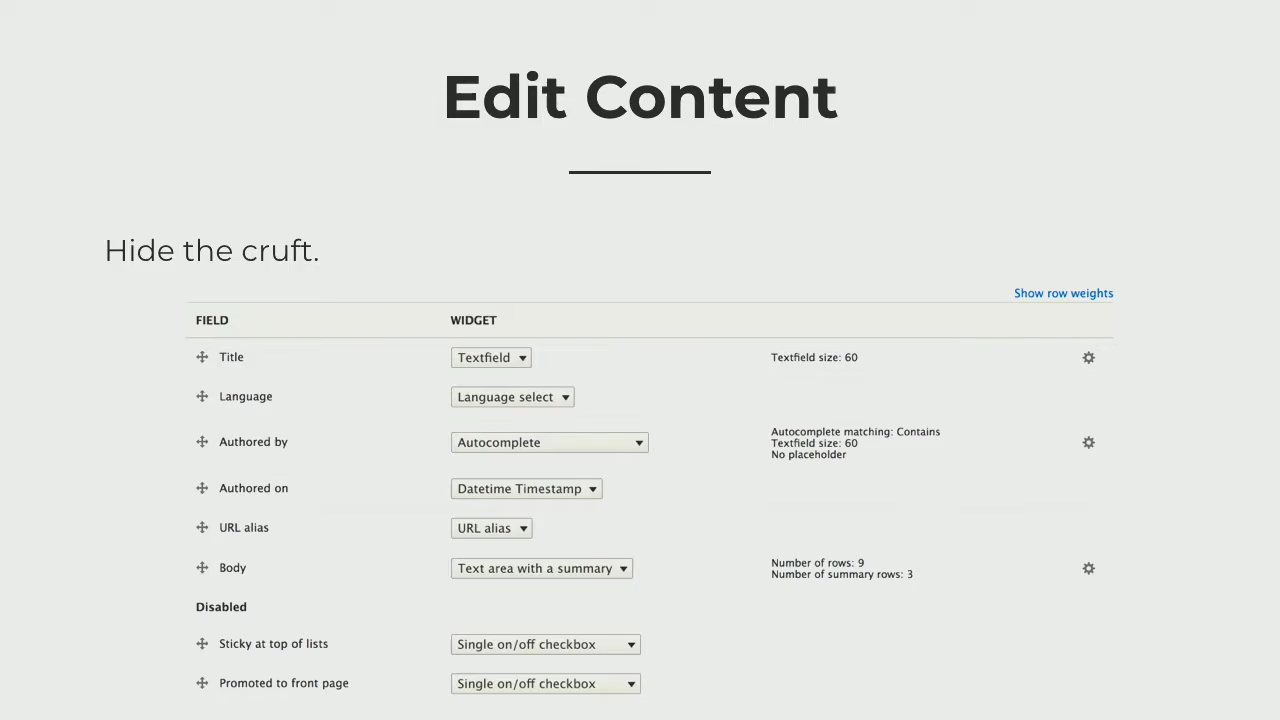 Edit Content
Hide the cruft.
Show row weights
FIELD WIDGET
Title Textfield Textfield size: 60
Language Language select
Authored by Autocomplete Autocomplete matching: Contains
Textfield size: 60
No placeholder
Authored on Datetime Timestamp
URL alias URL alias
Body Text area with a summary Number of rows: 9
Number of summary rows: 3
Disabled
Sticky at top of lists Single on/off checkbox
Promoted to front page Single on/off checkbox